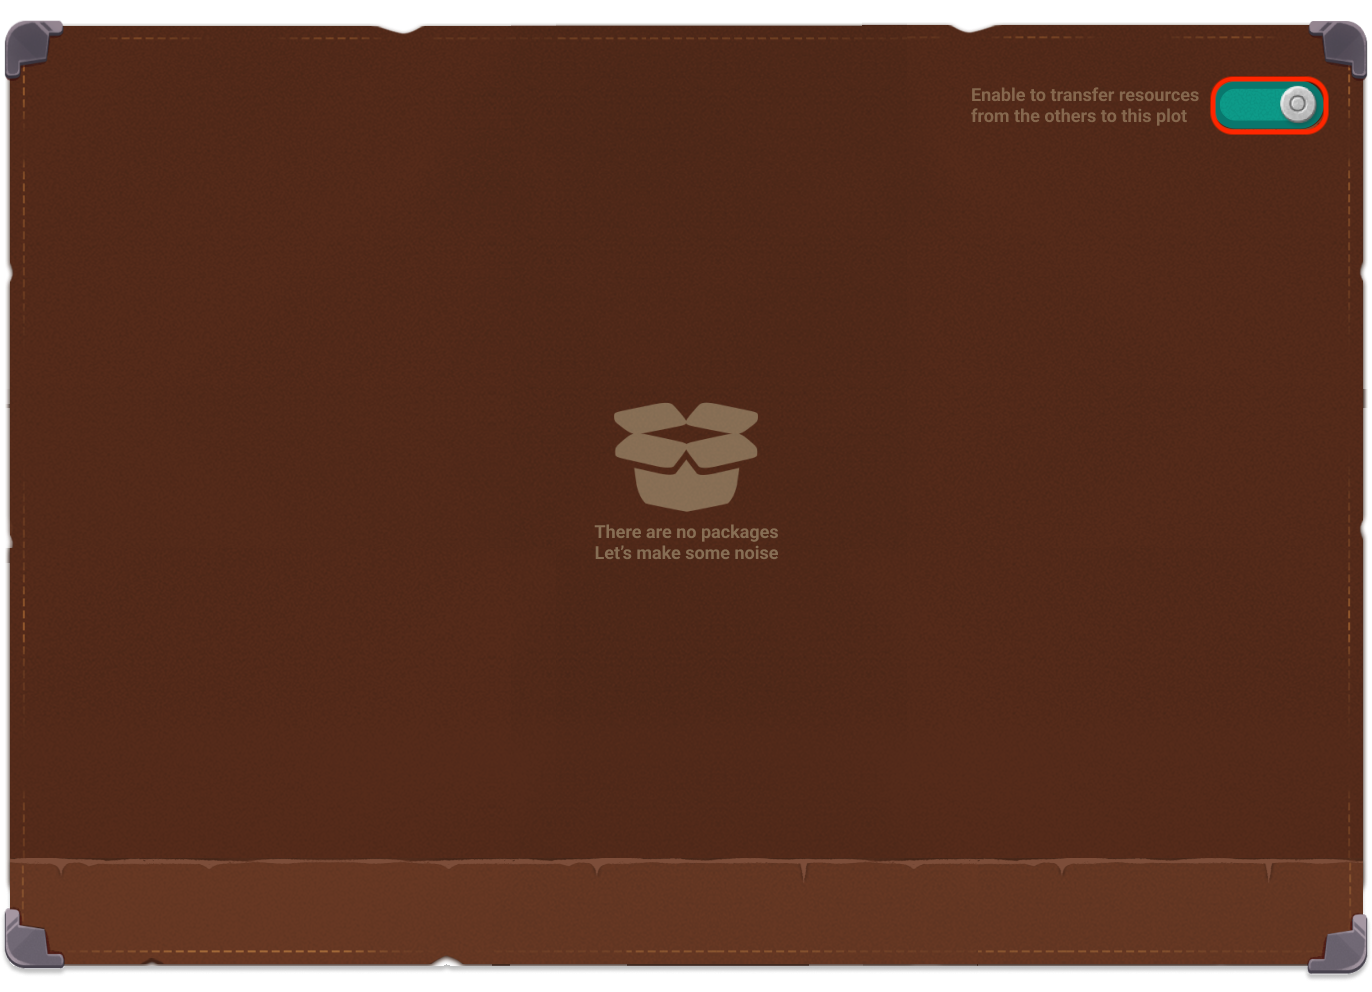 Enable to transfer resources
from the others to this plot
There are no packages
Let's make some noise